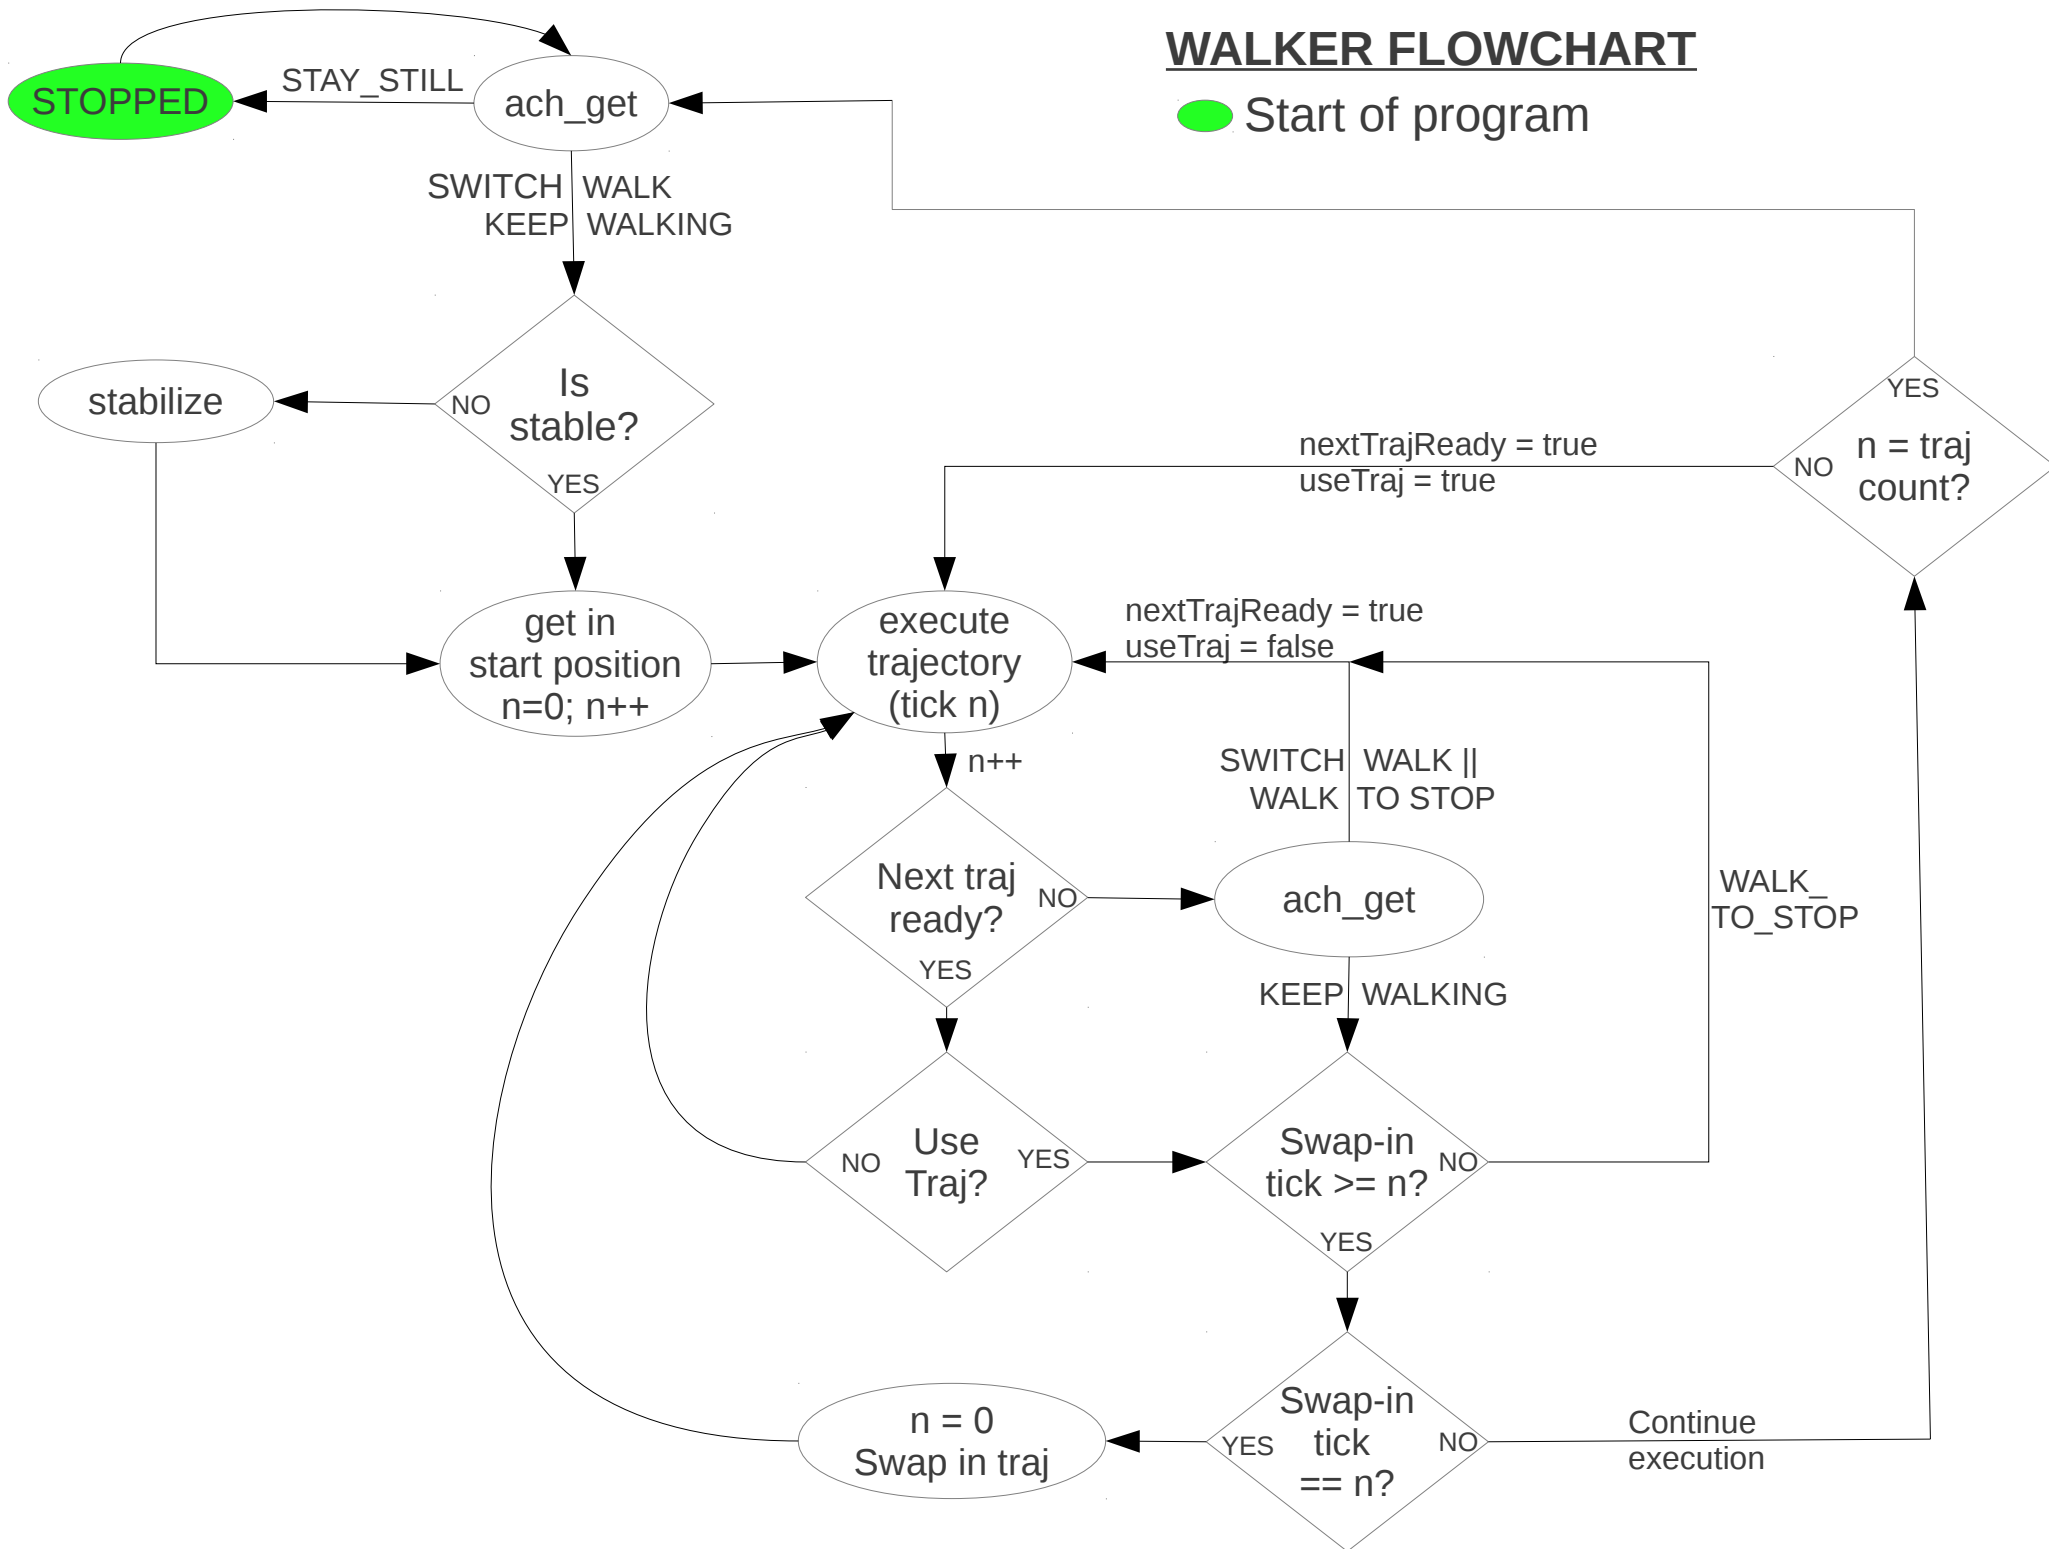 WALKER FLOWCHART
Start of program
STOPPED
STAY_STILL
ach_get
SWITCH WALK
KEEP WALKING
Is
stable?
NO
YES
stabilize
get in
start position
n=0; n++
execute
trajectory
(tick n)
nextTrajReady = true
useTraj = true
YES
NO
n = traj
count?
nextTrajReady = true
useTraj = false
n++
SWITCH WALK ||
WALK TO STOP
Next traj
ready?
NO
YES
ach_get
WALK_
TO_STOP
KEEP WALKING
Use
Traj?
NO
YES
Swap-in
tick >= n?
NO
YES
n = 0
Swap in traj
Swap-in
tick
== n?
YES
NO
Continue
execution